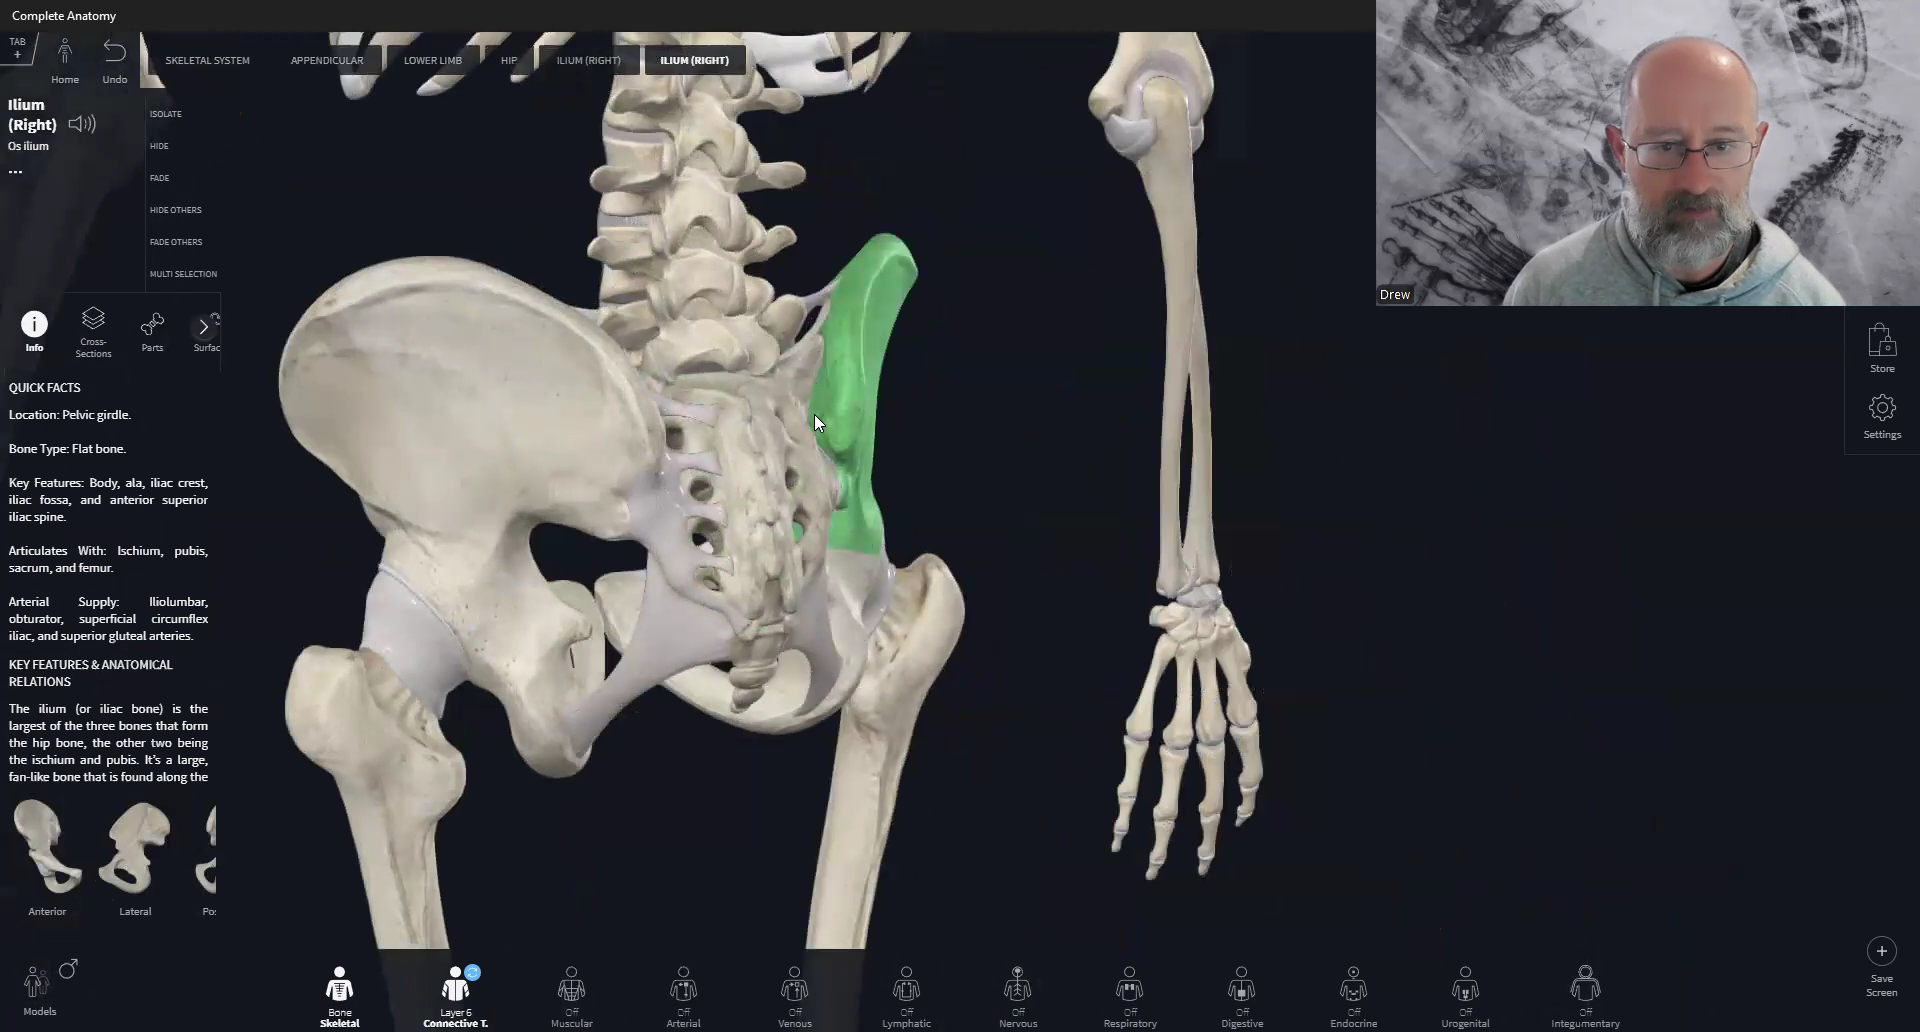 Complete Anatomy
TAB
+
Home
Undo
SKELETAL SYSTEM
APPENDICULAR
LOWER LIMB
HIP
ILIUM (RIGHT)
ILIUM (RIGHT)
Ilium
(Right)
Os ilium
...
ISOLATE
HIDE
FADE
HIDE OTHERS
FADE OTHERS
MULTI SELECTION
Info
Cross-
Sections
Parts
Surfac
QUICK FACTS
Location: Pelvic girdle.
Bone Type: Flat bone.
Key Features: Body, ala, iliac crest,
iliac fossa, and anterior superior
iliac spine.
Articulates With: Ischium, pubis,
sacrum, and femur.
Arterial Supply: Iliolumbar,
obturator, superficial circumflex
iliac, and superior gluteal arteries.
KEY FEATURES & ANATOMICAL
RELATIONS
The ilium (or iliac bone) is the
largest of the three bones that form
the hip bone, the other two being
the ischium and pubis. It's a large,
fan-like bone that is found along the
Anterior
Lateral
Pos
Models
Bone
Skeletal
Layer 6
Connective T.
Off
Muscular
Off
Arterial
Off
Venous
Off
Lymphatic
Off
Nervous
Off
Respiratory
Off
Digestive
Off
Endocrine
Off
Urogenital
Off
Integumentary
Drew
Store
Settings
Save
Screen